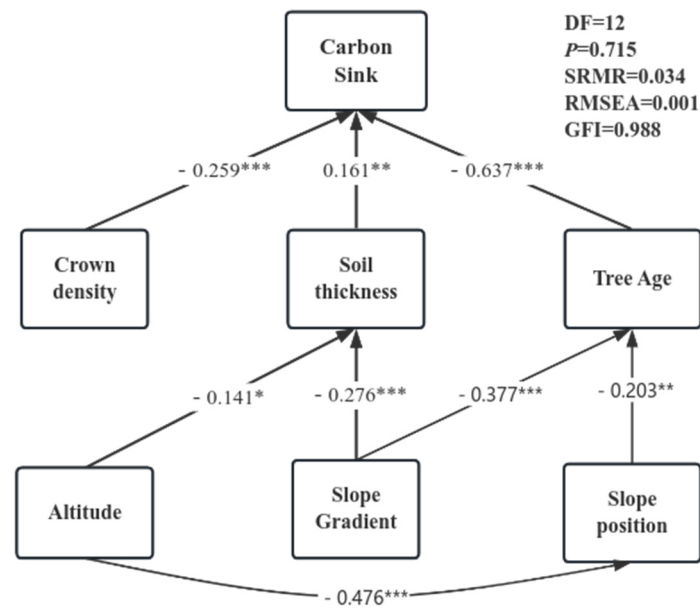 Carbon
Sink
DF=12
P=0.715
SRMR=0.034
RMSEA=0.001
GFI=0.988
- 0.259***
0.161**
- 0.637***
Crown
density
Soil
thickness
Tree Age
- 0.141*
- 0.276***
- 0.377***
- 0.203**
Altitude
Slope
Gradient
Slope
position
- 0.476***